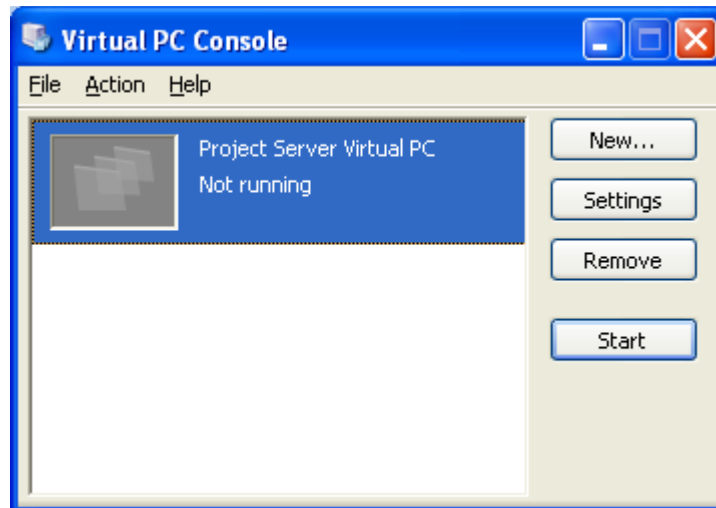 Virtual PC Console
File Action Help
Project Server Virtual PC
Not running
New...
Settings
Remove
Start